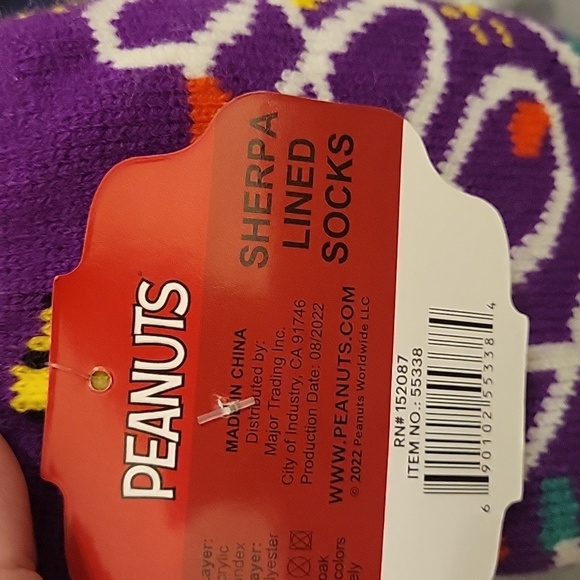 PEANUTS
SHERPA
LINED
SOCKS
MADE IN CHINA
Distributed by:
Major Trading Inc.
City of Industry, CA 91746
Production Date: 08/2022
WWW.PEANUTS.COM
© 2022 Peanuts Worldwide LLC
RN# 152087
ITEM NO.: 55338
6 90102 55338 4